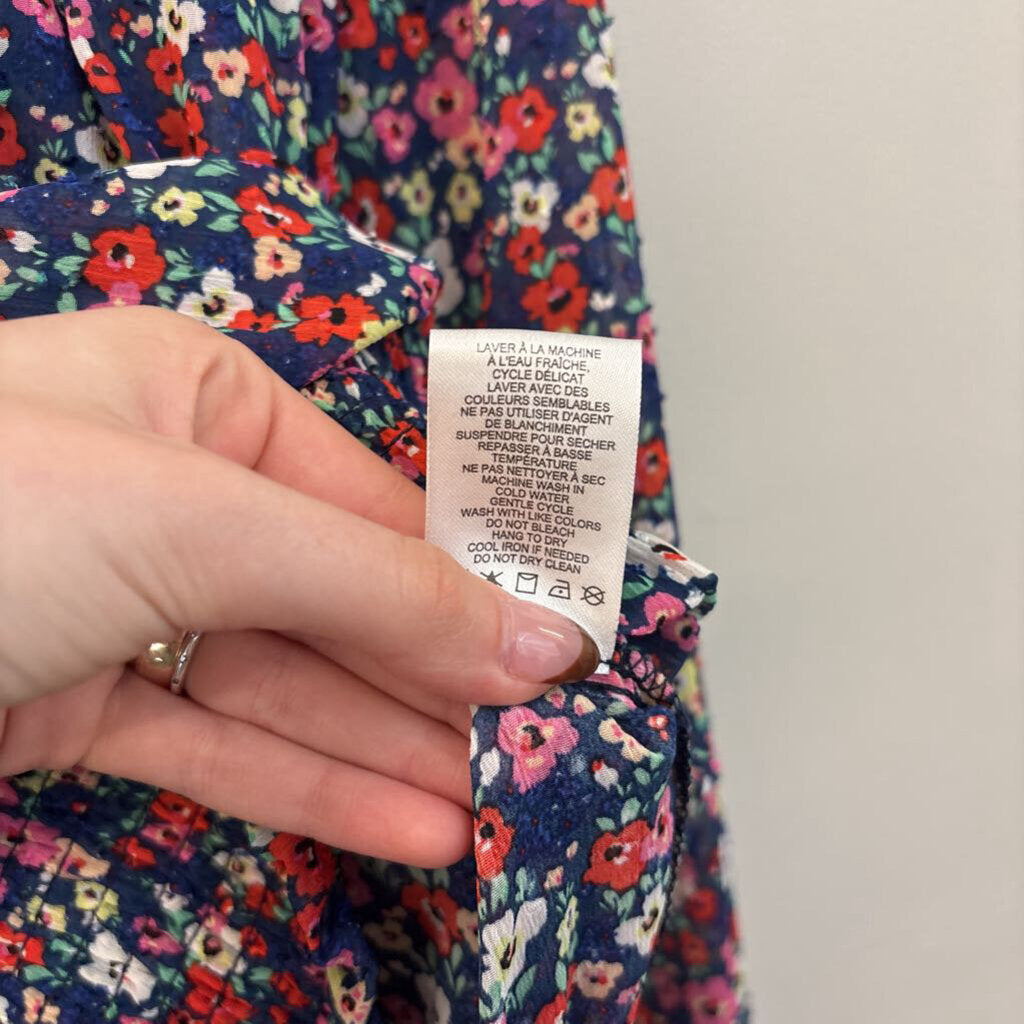 LAVER À LA MACHINE
À L'EAU FRAÎCHE,
CYCLE DÉLICAT
LAVER AVEC DES
COULEURS SEMBLABLES
NE PAS UTILISER D'AGENT
DE BLANCHIMENT
SUSPENDRE POUR SECHER
REPASSER À BASSE
TEMPÉRATURE
NE PAS NETTOYER À SEC
MACHINE WASH IN
COLD WATER
GENTLE CYCLE
WASH WITH LIKE COLORS
DO NOT BLEACH
HANG TO DRY
COOL IRON IF NEEDED
DO NOT DRY CLEAN